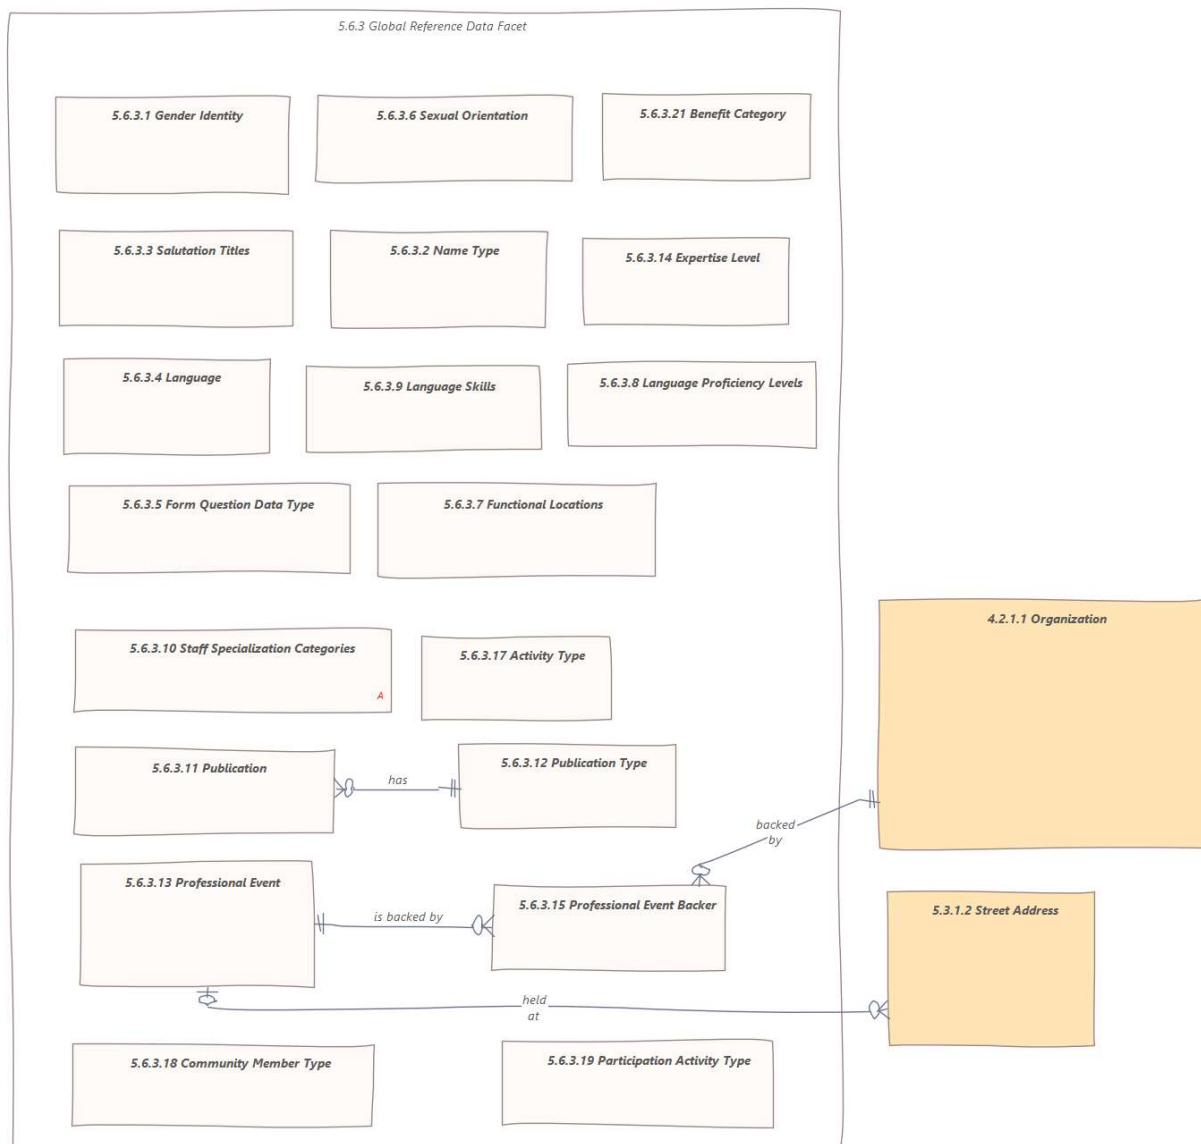 5.6.3 Global Reference Data Facet
5.6.3.1 Gender Identity
5.6.3.6 Sexual Orientation
5.6.3.21 Benefit Category
5.6.3.3 Salutation Titles
5.6.3.2 Name Type
5.6.3.14 Expertise Level
5.6.3.4 Language
5.6.3.9 Language Skills
5.6.3.8 Language Proficiency Levels
5.6.3.5 Form Question Data Type
5.6.3.7 Functional Locations
4.2.1.1 Organization
5.6.3.10 Staff Specialization Categories
A
5.6.3.17 Activity Type
5.6.3.11 Publication
has
5.6.3.12 Publication Type
backed
by
5.6.3.13 Professional Event
is backed by
5.6.3.15 Professional Event Backer
5.3.1.2 Street Address
held
at
5.6.3.18 Community Member Type
5.6.3.19 Participation Activity Type